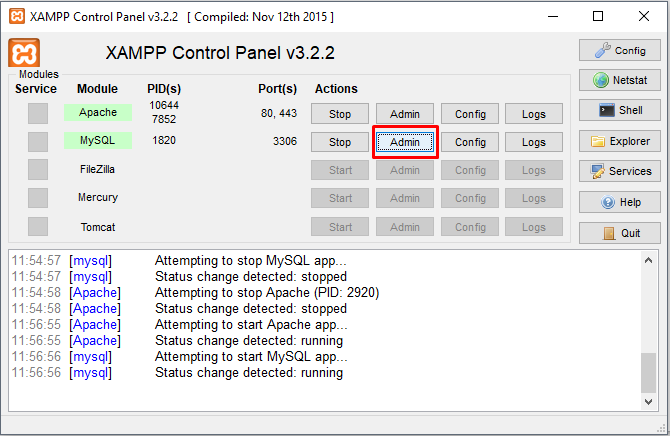 XAMPP Control Panel v3.2.2 [ Compiled: Nov 12th 2015 ]
XAMPP Control Panel v3.2.2
Config
Modules
Service Module PID(s) Port(s) Actions
Netstat
Apache 10644 7852 80, 443 Stop Admin Config Logs
Shell
MySQL 1820 3306 Stop Admin Config Logs
Explorer
FileZilla Start Admin Config Logs
Services
Mercury Start Admin Config Logs
Help
Tomcat Start Admin Config Logs
Quit
11:54:57 [mysql] Attempting to stop MySQL app...
11:54:57 [mysql] Status change detected: stopped
11:54:58 [Apache] Attempting to stop Apache (PID: 2920)
11:54:58 [Apache] Status change detected: stopped
11:56:55 [Apache] Attempting to start Apache app...
11:56:55 [Apache] Status change detected: running
11:56:56 [mysql] Attempting to start MySQL app...
11:56:56 [mysql] Status change detected: running